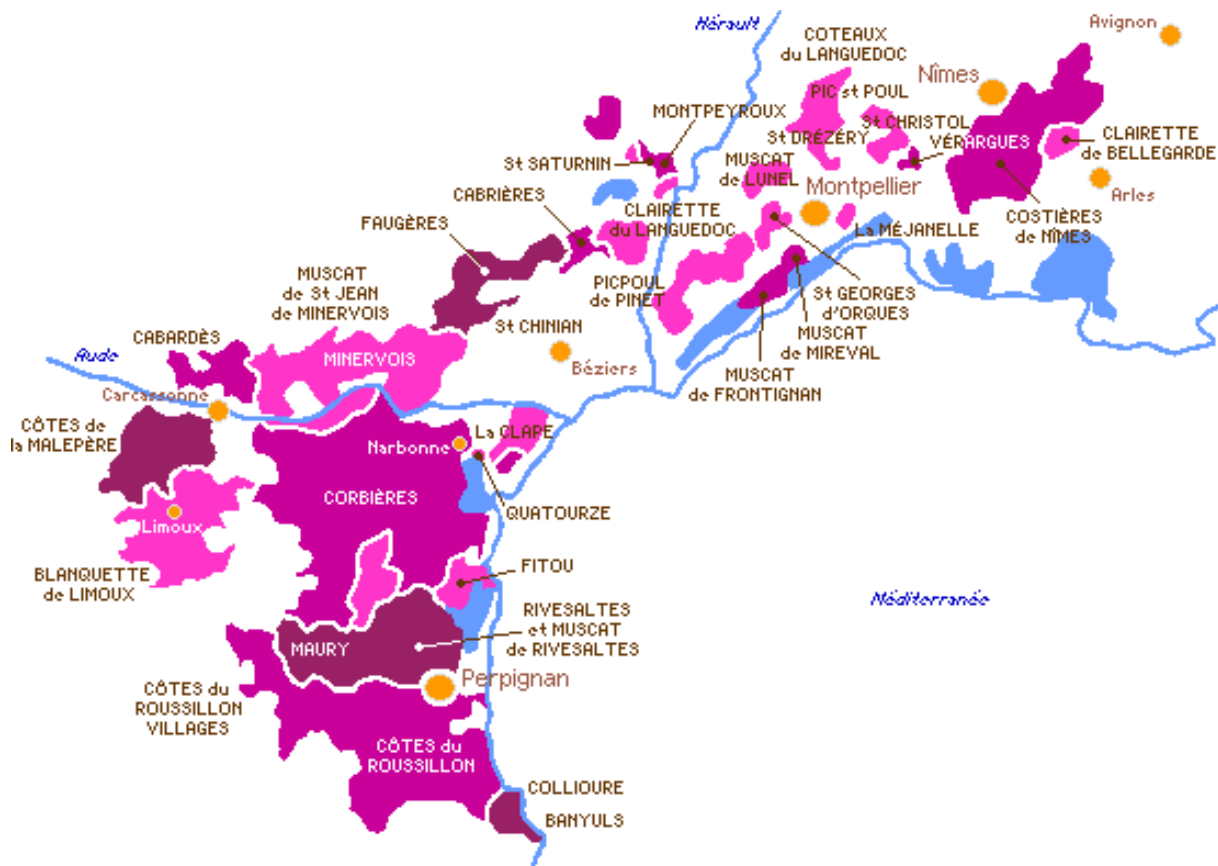 Hérault
Avignon
COTEAUX
du LANGUEDOC
Nîmes
PIC st POUL
MONTPEYROUX
St CHRISTOL
St DRÉZÉRY
VÉRARGUES
CLAIRETTE
de BELLEGARDE
St SATURNIN
MUSCAT
de LUNEL
Montpellier
Arles
CABRIÈRES
FAUGÈRES
CLAIRETTE
du LANGUEDOC
La MÉJANELLE
COSTIÈRES
de NÎMES
MUSCAT
de St JEAN
de MINERVOIS
PICPOUL
de PINET
St GEORGES
d'ORQUES
St CHINIAN
MUSCAT
de MIREVAL
CABARDÈS
Aude
MINERVOIS
Béziers
MUSCAT
de FRONTIGNAN
Carcassonne
CÔTES de
la MALEPÈRE
La CLAPE
Narbonne
CORBIÈRES
QUATOURZE
Limoux
BLANQUETTE
de LIMOUX
FITOU
Méditerranée
RIVESALTES
et MUSCAT
de RIVESALTES
MAURY
Perpignan
CÔTES du
ROUSSILLON
VILLAGES
CÔTES du
ROUSSILLON
COLLIOURE
BANYULS